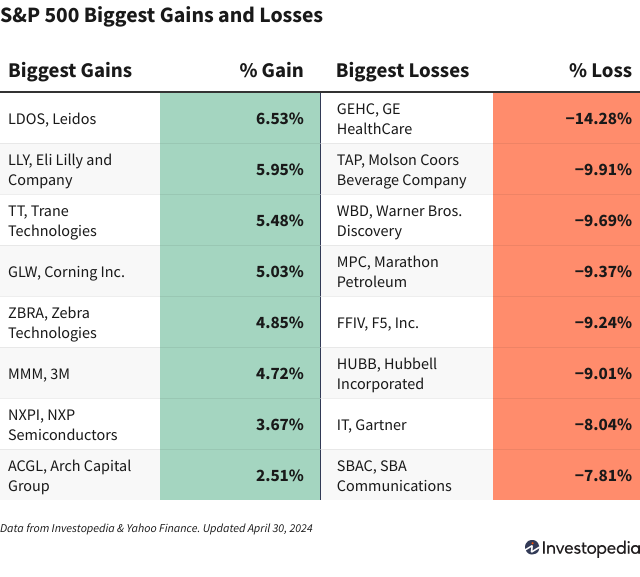 S&P 500 Biggest Gains and Losses
Biggest Gains % Gain Biggest Losses % Loss
LDOS, Leidos 6.53% GEHC, GE
HealthCare −14.28%
LLY, Eli Lilly and
Company 5.95% TAP, Molson Coors
Beverage Company −9.91%
TT, Trane
Technologies 5.48% WBD, Warner Bros.
Discovery −9.69%
GLW, Corning Inc. 5.03% MPC, Marathon
Petroleum −9.37%
ZBRA, Zebra
Technologies 4.85% FFIV, F5, Inc. −9.24%
MMM, 3M 4.72% HUBB, Hubbell
Incorporated −9.01%
NXPI, NXP
Semiconductors 3.67% IT, Gartner −8.04%
ACGL, Arch Capital
Group 2.51% SBAC, SBA
Communications −7.81%
Data from Investopedia & Yahoo Finance. Updated April 30, 2024
Investopedia